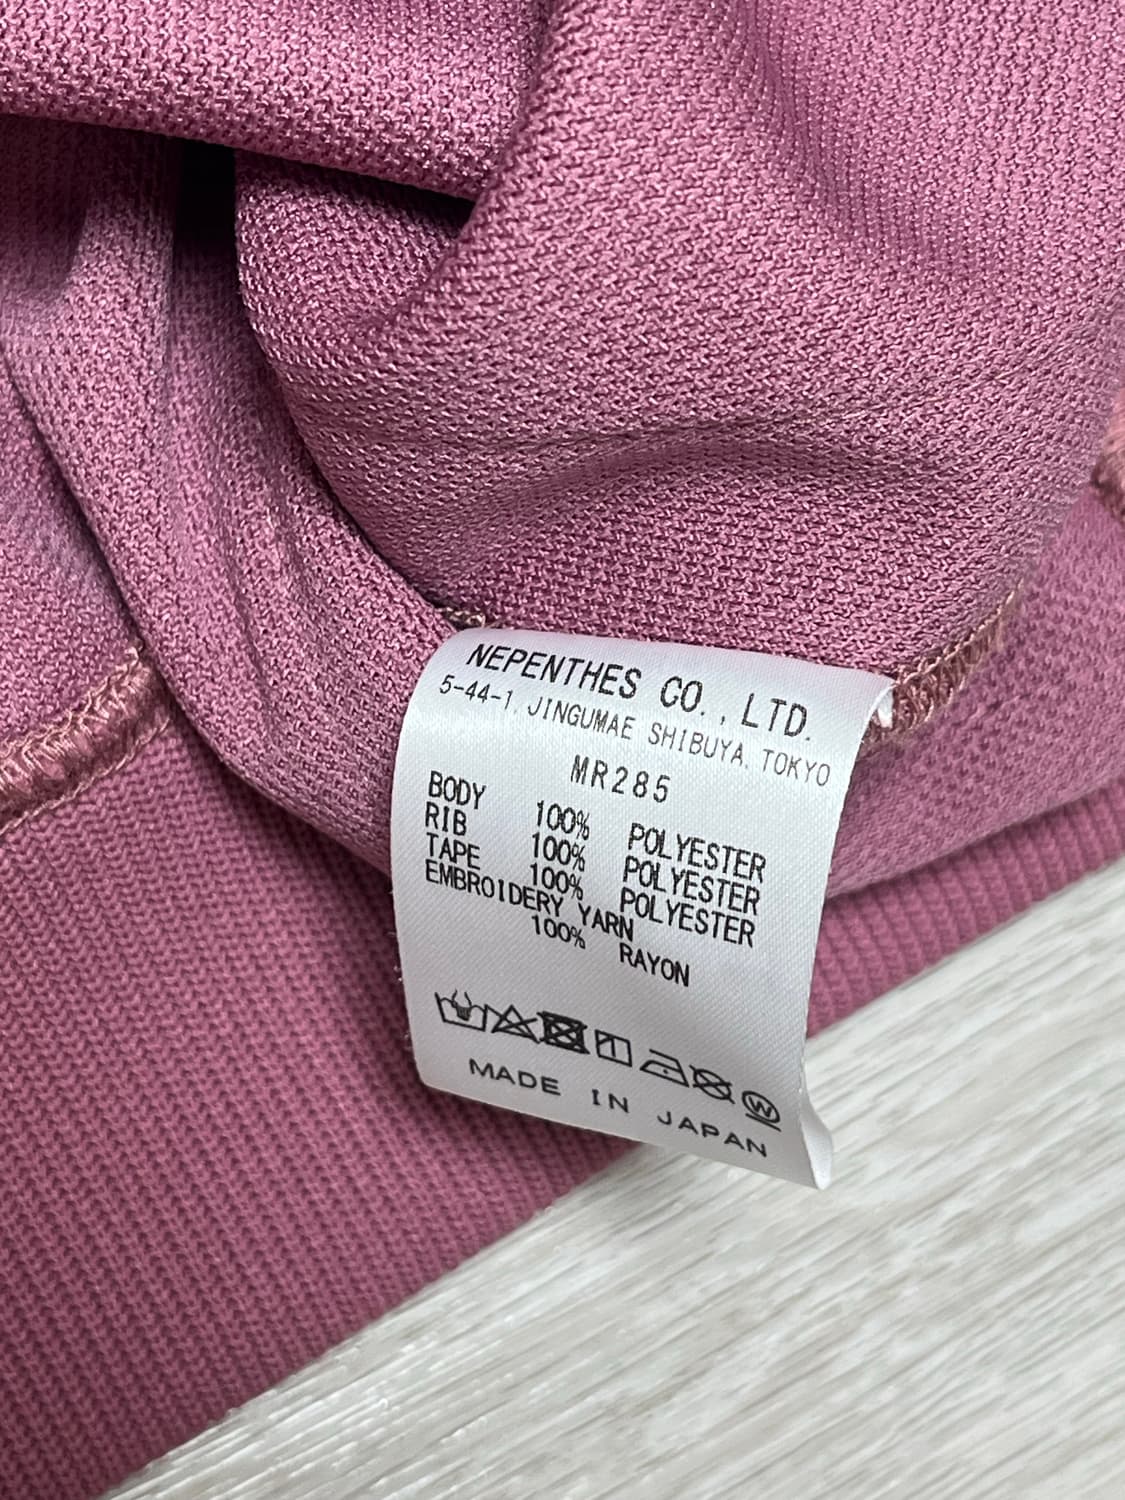 NEPENTHES CO., LTD.
5-44-1, JINGUMAE SHIBUYA, TOKYO
MR285
BODY 100% POLYESTER
RIB 100% POLYESTER
TAPE 100% POLYESTER
EMBROIDERY YARN
100% RAYON
W
MADE IN JAPAN